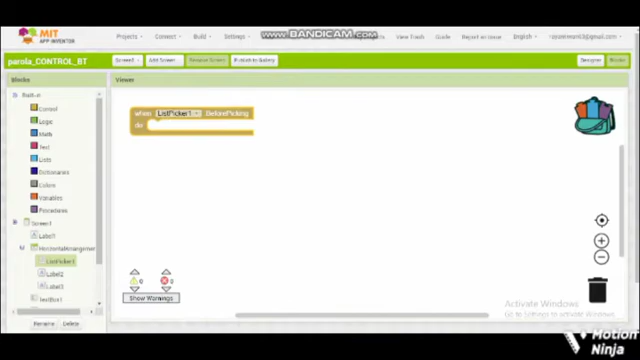 MIT
APP INVENTOR
Projects
Connect
Build
Settings
WWW.BANDICAM.COM
Projects
View Trash
Guide
Report an Issue
English
parola_CONTROL_BT
Screen1
Add Screen
Remove Screen
Publish to Gallery
Designer
Blocks
Blocks
Viewer
Built-in
Control
Logic
Math
Text
Lists
Dictionaries
Colors
Variables
Procedures
Screen1
Label1
HorizontalArrangemen
ListPicker1
Label2
Label3
TextBox1
Rename
Delete
when ListPicker1 .BeforePicking
do
0
0
Show Warnings
Activate Windows
Go to Settings to activate Windows.
Motion
Ninja